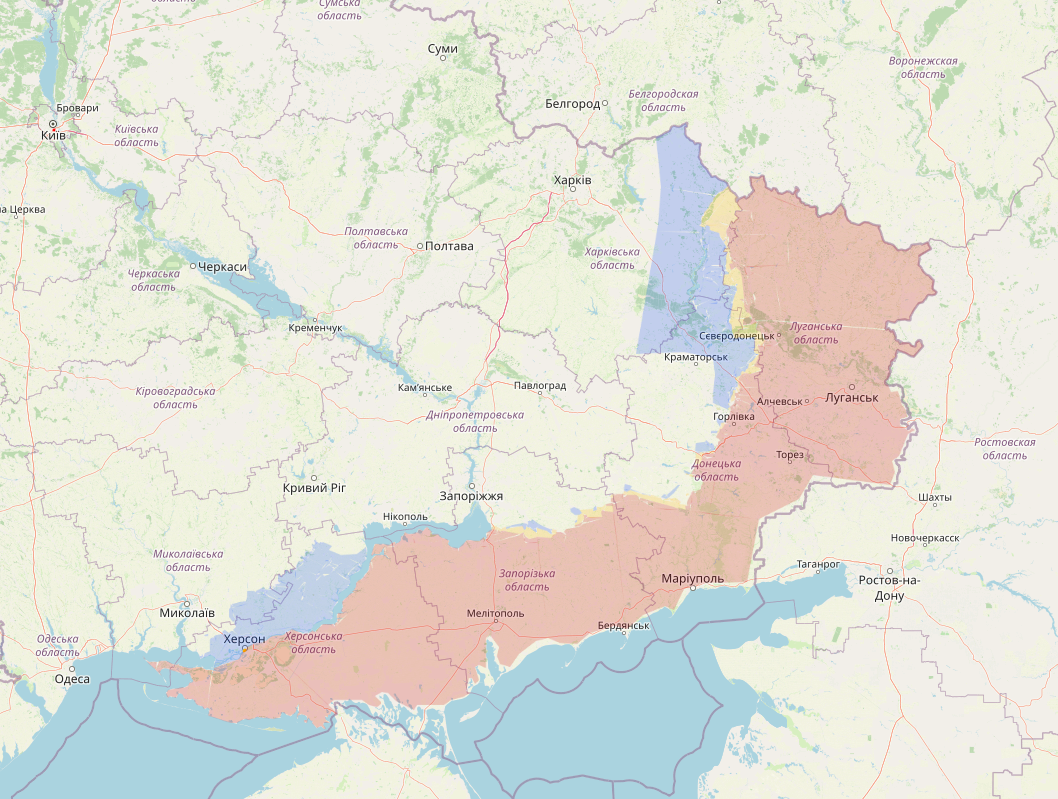 Сумська
область
Суми
Воронежская
область
Белгород
Белгородская
область
Бровари
Київ
Київська
область
Харків
а Церква
Полтавська
область
Полтава
Харківська
область
Черкаси
Черкаська
область
Кременчук
Сєвєродонецьк
Луганська
область
Краматорськ
Кам'янське
Павлоград
Кіровоградська
область
Луганськ
Алчевськ
Дніпропетровська
область
Горлівка
Ростовская
область
Торез
Донецька
область
Кривий Ріг
Запоріжжя
Шахты
Нікополь
Новочеркасск
Миколаївська
область
Таганрог
Запорізька
область
Маріуполь
Ростов-на-
Дону
Миколаїв
Мелітополь
Бердянськ
Херсон
Херсонська
область
Одеська
область
Одеса